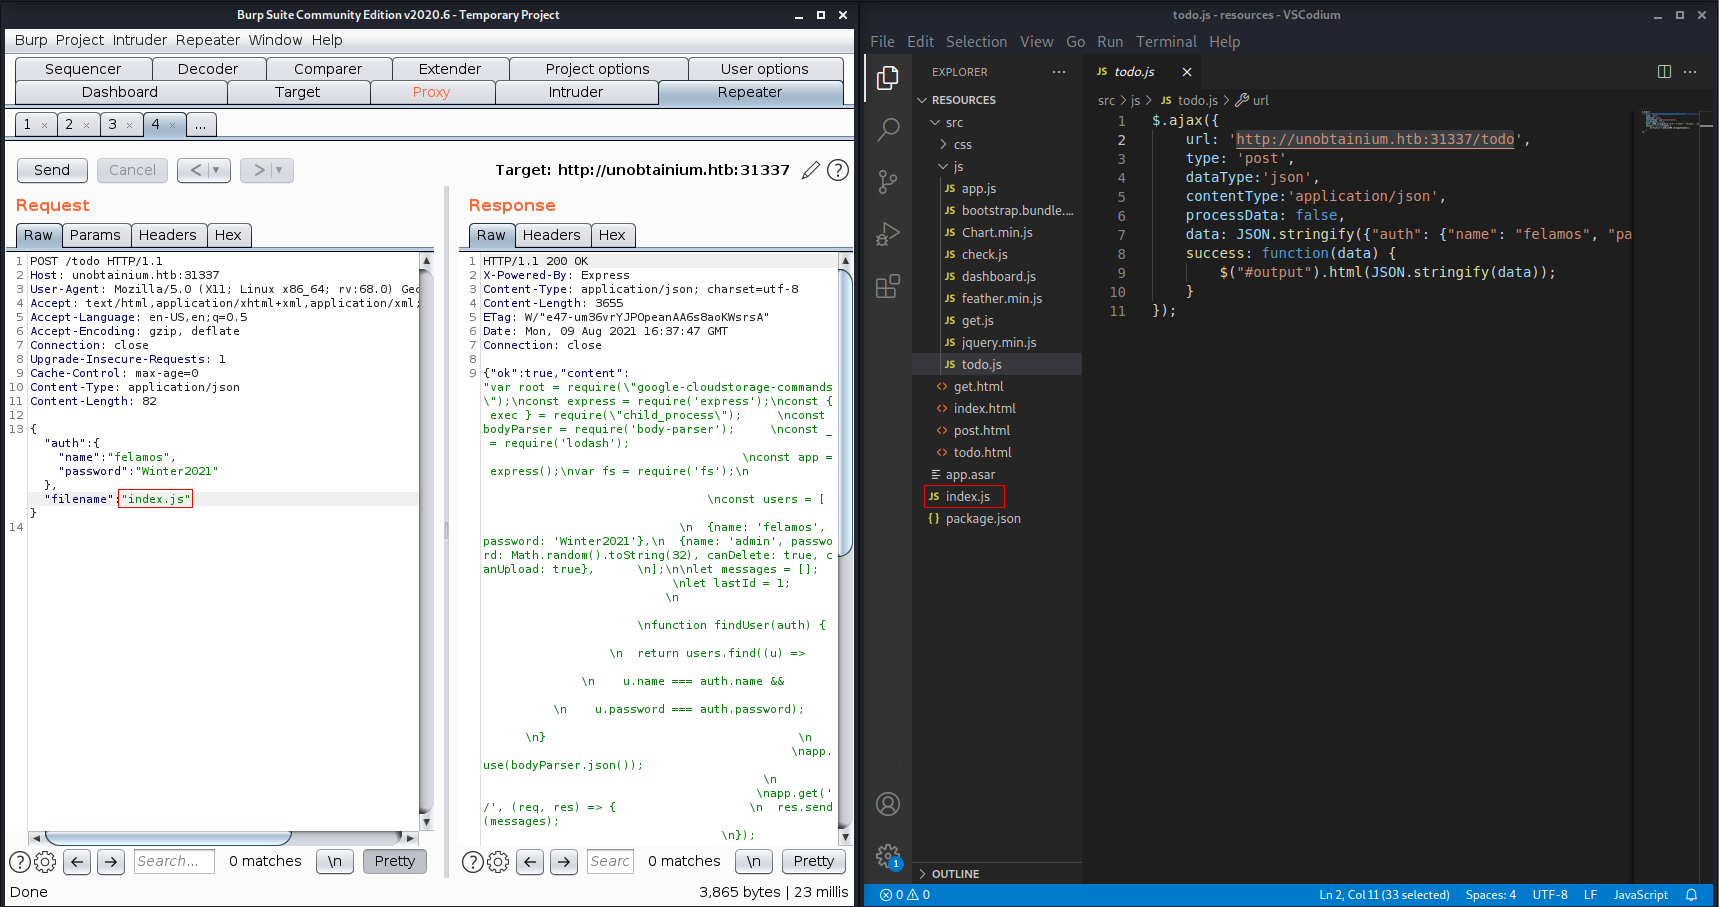 Burp Suite Community Edition v2020.6 - Temporary Project
Burp Project Intruder Repeater Window Help
Sequencer Decoder Comparer Extender Project options User options
Dashboard Target Proxy Intruder Repeater
1 × 2 × 3 × 4 × ...
Send Cancel < >
Target: http://unobtainium.htb:31337
Request
Raw Params Headers Hex
1 POST /todo HTTP/1.1
2 Host: unobtainium.htb:31337
3 User-Agent: Mozilla/5.0 (X11; Linux x86_64; rv:68.0) Gec
4 Accept: text/html,application/xhtml+xml,application/xml;
5 Accept-Language: en-US,en;q=0.5
6 Accept-Encoding: gzip, deflate
7 Connection: close
8 Upgrade-Insecure-Requests: 1
9 Cache-Control: max-age=0
10 Content-Type: application/json
11 Content-Length: 82
12
13 {
"auth":{
"name":"felamos",
"password":"Winter2021"
},
"filename":"index.js"
}
14
? Search... 0 matches \n Pretty
Response
Raw Headers Hex
1 HTTP/1.1 200 OK
2 X-Powered-By: Express
3 Content-Type: application/json; charset=utf-8
4 Content-Length: 3655
5 ETag: W/"e47-um36vrYJPOpeanAA6s8aoKWsrsA"
6 Date: Mon, 09 Aug 2021 16:37:47 GMT
7 Connection: close
8
9 {"ok":true,"content":
"var root = require(\"google-cloudstorage-commands
\");\nconst express = require('express');\nconst {
exec } = require(\"child_process\"); \nconst
bodyParser = require('body-parser'); \nconst _
= require('lodash');
\nconst app =
express();\nvar fs = require('fs');\n
\nconst users = [
\n {name: 'felamos',
password: 'Winter2021'},\n {name: 'admin', passwo
rd: Math.random().toString(32), canDelete: true, c
anUpload: true}, \n];\n\nlet messages = [];
\nlet lastId = 1;
\n
\nfunction findUser(auth) {
\n return users.find((u) =>
\n u.name === auth.name &&
\n u.password === auth.password);
\n} \n
\napp.
use(bodyParser.json());
\n
\napp.get('
/', (req, res) => { \n res.send
(messages);
\n});
? Searc 0 matches \n Pretty
Done
3,865 bytes | 23 millis
todo.js - resources - VSCodium
File Edit Selection View Go Run Terminal Help
EXPLORER ...
RESOURCES
src
css
js
JS app.js
JS bootstrap.bundle....
JS Chart.min.js
JS check.js
JS dashboard.js
JS feather.min.js
JS get.js
JS jquery.min.js
JS todo.js
<> get.html
<> index.html
<> post.html
<> todo.html
app.asar
JS index.js
{} package.json
OUTLINE
1
JS todo.js ×
src > js > JS todo.js > url
1 $.ajax({
2 url: 'http://unobtainium.htb:31337/todo',
3 type: 'post',
4 dataType:'json',
5 contentType:'application/json',
6 processData: false,
7 data: JSON.stringify({"auth": {"name": "felamos", "pa
8 success: function(data) {
9 $("#output").html(JSON.stringify(data));
10 }
11 });
0 0 Ln 2, Col 11 (33 selected) Spaces: 4 UTF-8 LF JavaScript